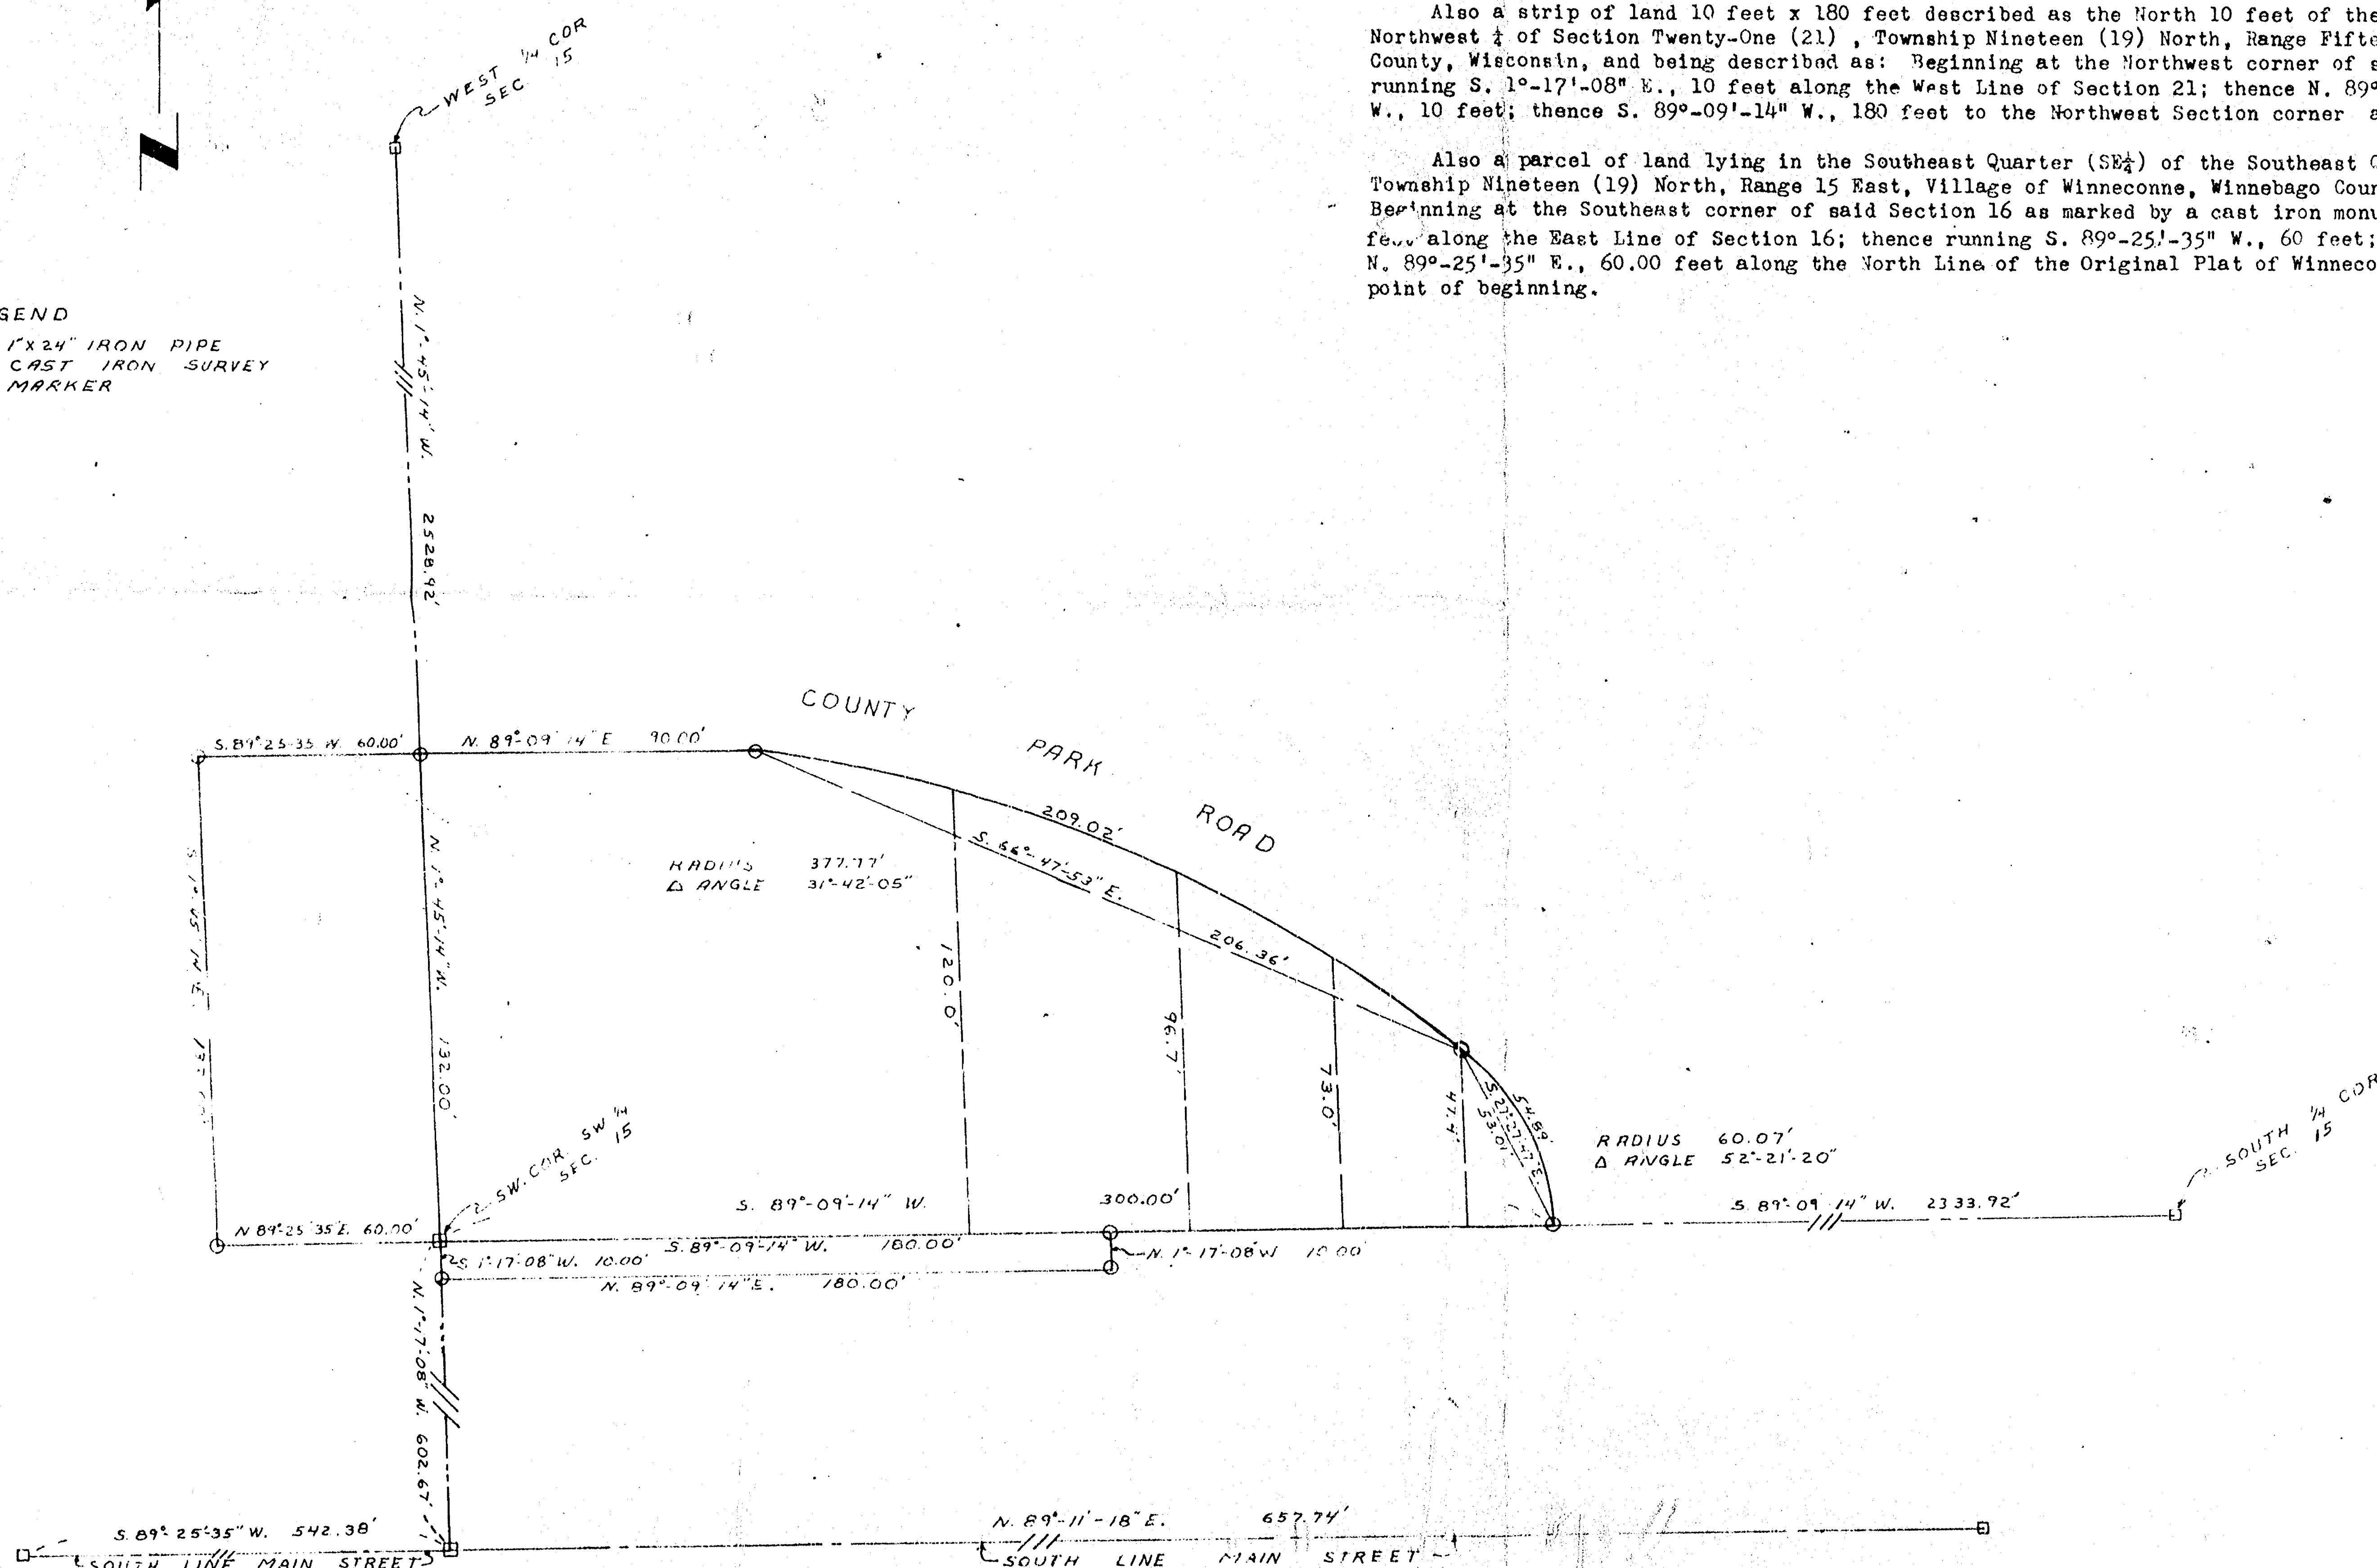 Also a strip of land 10 feet x 180 feet described as the North 10 feet of the
Northwest ¼ of Section Twenty-One (21) , Township Nineteen (19) North, Range
County, Wisconsin, and being described as: Beginning at the Northwest corner of
running S. 1°-17'-08" E., 10 feet along the West Line of Section 21; thence N. 89°
W., 10 feet; thence S. 89°-09'-14" W., 180 feet to the Northwest Section corner
Also a parcel of land lying in the Southeast Quarter (SE¼) of the Southeast
Township Nineteen (19) North, Range 15 East, Village of Winneconne, Winnebago
Beginning at the Southeast corner of said Section 16 as marked by a cast iron
along the East Line of Section 16; thence running S. 89°-25'-35" W., 60 feet;
N. 89°-25'-35" E., 60.00 feet along the North Line of the Original Plat of
point of beginning.
WEST ¼ COR
SEC. 15
GEND
1"X24" IRON PIPE
CAST IRON SURVEY
MARKER
N. 1°-45'-14" W. 2528.92'
COUNTY PARK ROAD
S. 89°25-35 W. 60.00'
N. 89°-09'14" E 90.00'
209.02'
S. 66°-47'-53" E.
206.36'
RADIUS 377.77'
Δ ANGLE 31°-42'-05"
N. 1°-45'-14" W. 132.00'
120.0'
96.7'
73.0'
47.4'
54.89'
S. 27°-27'-47" E.
53.01'
RADIUS 60.07'
Δ ANGLE 52°-21'-20"
SW. COR. SW ¼
SEC. 15
SOUTH ¼ COR
SEC. 15
S. 89°-09'-14" W. 300.00'
S. 89°-09'14" W. 2333.92'
N 89°-25'35"E. 60.00'
S. 89°-09'-14" W. 180.00'
S 1°-17'-08" W. 10.00'
N. 1°-17'-08" W 10.00'
N. 89°-09'14" E. 180.00'
N. 1°-17'-08" W. 602.67'
S. 89°-25'-35" W. 542.38'
SOUTH LINE MAIN STREET
N. 89°-11'-18" E. 657.74'
SOUTH LINE MAIN STREET